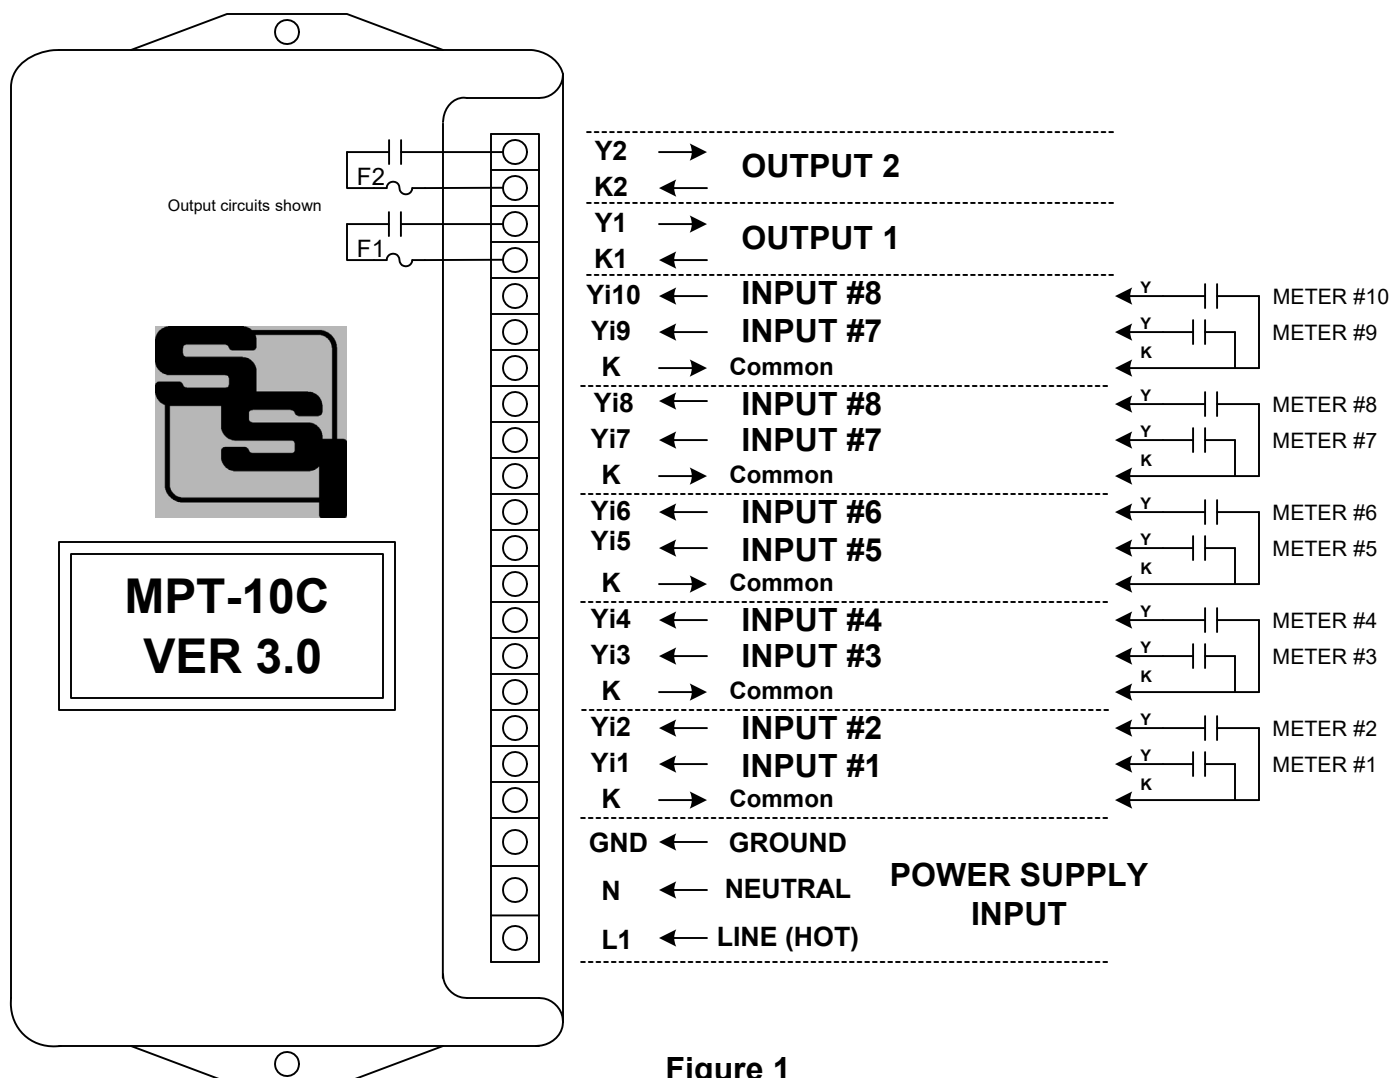 Y2 OUTPUT 2
K2
F2
Output circuits shown
Y1 OUTPUT 1
K1
F1
Yi10 INPUT #8 Y METER #10
Yi9 INPUT #7 Y METER #9
K Common K
Yi8 INPUT #8 Y METER #8
Yi7 INPUT #7 Y METER #7
K Common K
Yi6 INPUT #6 Y METER #6
Yi5 INPUT #5 Y METER #5
K Common K
Yi4 INPUT #4 Y METER #4
Yi3 INPUT #3 Y METER #3
K Common K
Yi2 INPUT #2 Y METER #2
Yi1 INPUT #1 Y METER #1
K Common K
GND GROUND
N NEUTRAL
L1 LINE (HOT)
POWER SUPPLY
INPUT
SSI
MPT-10C
VER 3.0
Figure 1